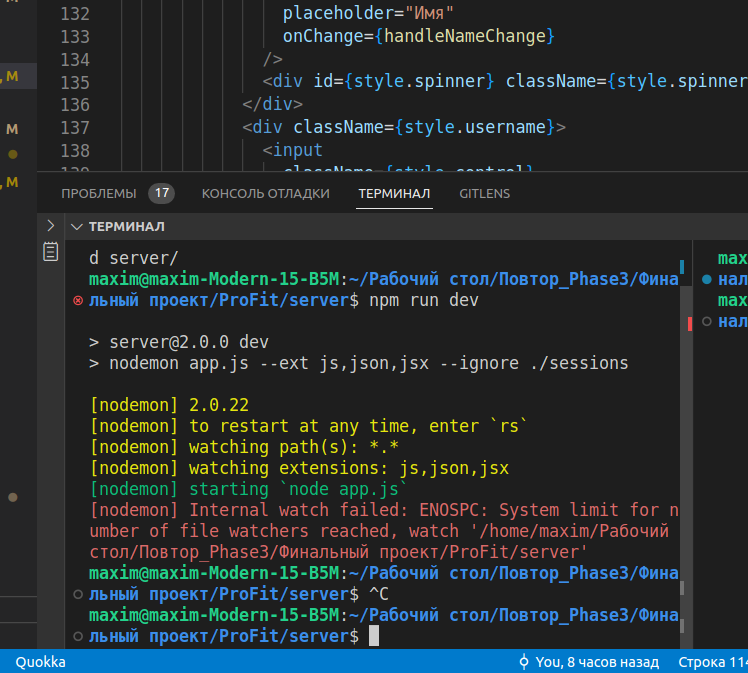 M
132 placeholder="Имя"
133 onChange={handleNameChange}
134 />
,M 135 <div id={style.spinner} className={style.spinner
136 </div>
M 137 <div className={style.username}>
138 <input
,M
ПРОБЛЕМЫ 17 КОНСОЛЬ ОТЛАДКИ ТЕРМИНАЛ GITLENS
ТЕРМИНАЛ
d server/
maxim@maxim-Modern-15-B5M:~/Рабочий стол/Повтор_Phase3/Фина
льный проект/ProFit/server$ npm run dev
> server@2.0.0 dev
> nodemon app.js --ext js,json,jsx --ignore ./sessions
[nodemon] 2.0.22
[nodemon] to restart at any time, enter `rs`
[nodemon] watching path(s): *.*
[nodemon] watching extensions: js,json,jsx
[nodemon] starting `node app.js`
[nodemon] Internal watch failed: ENOSPC: System limit for n
umber of file watchers reached, watch '/home/maxim/Рабочий
стол/Повтор_Phase3/Финальный проект/ProFit/server'
maxim@maxim-Modern-15-B5M:~/Рабочий стол/Повтор_Phase3/Фина
льный проект/ProFit/server$ ^C
maxim@maxim-Modern-15-B5M:~/Рабочий стол/Повтор_Phase3/Фина
льный проект/ProFit/server$
max
нал
max
нал
Quokka You, 8 часов назад Строка 114